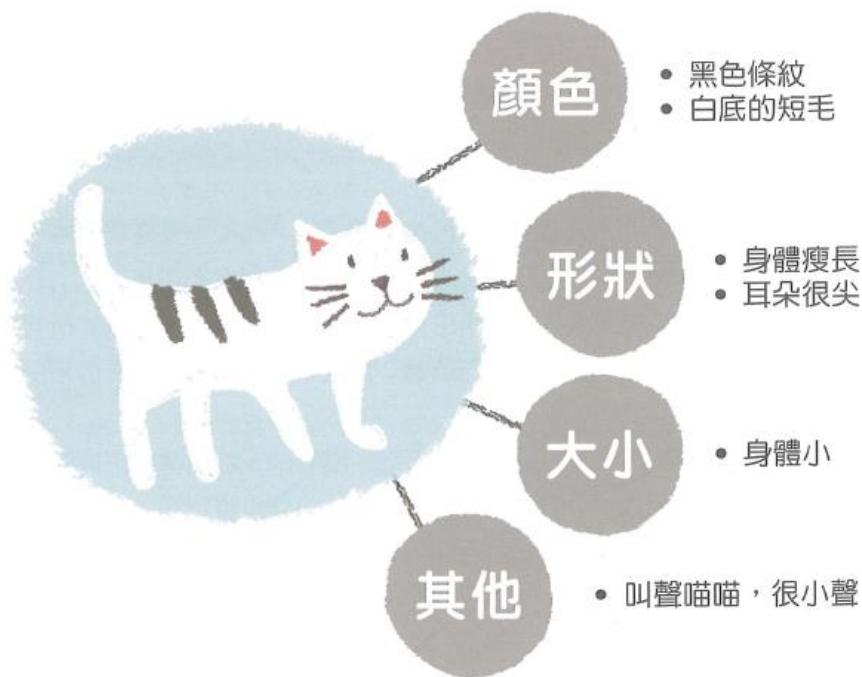 顏色
• 黑色條紋
• 白底的短毛
形狀
• 身體瘦長
• 耳朵很尖
大小
• 身體小
其他
• 叫聲喵喵，很小聲